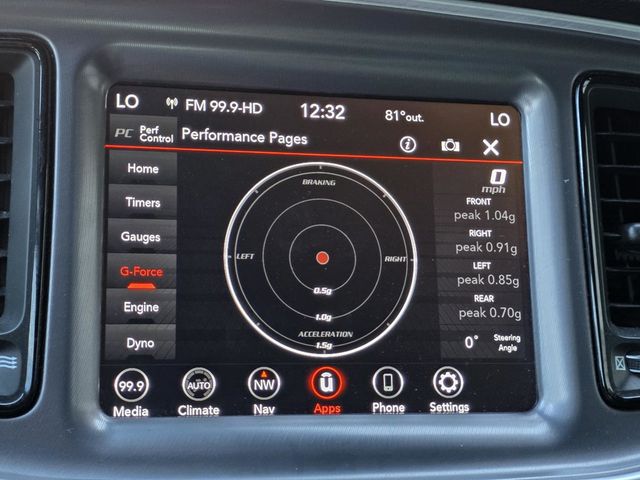 LO FM 99.9-HD 12:32 81°out. LO
PC Perf Control Performance Pages i
Home
Timers
Gauges
G-Force
Engine
Dyno
BRAKING
LEFT RIGHT
0.5g
1.0g
ACCELERATION
1.5g
0
mph
FRONT
peak 1.04g
RIGHT
peak 0.91g
LEFT
peak 0.85g
REAR
peak 0.70g
0° Steering Angle
99.9 AUTO NW ū
Media Climate Nav Apps Phone Settings